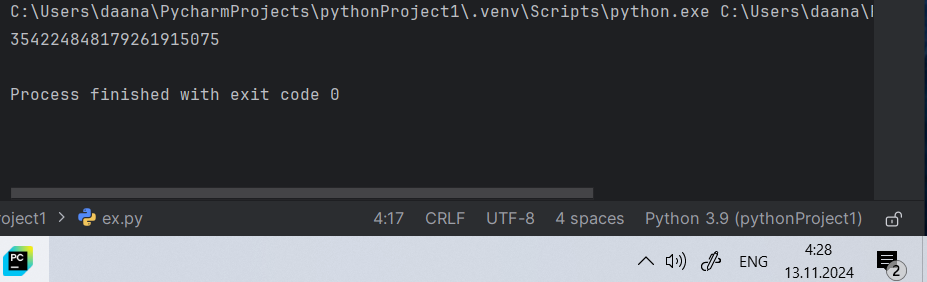 C:\Users\daana\PycharmProjects\pythonProject1\.venv\Scripts\python.exe C:\Users\daana\
354224848179261915075
Process finished with exit code 0
roject1 > ex.py 4:17 CRLF UTF-8 4 spaces Python 3.9 (pythonProject1)
PC ENG 4:28
13.11.2024 2